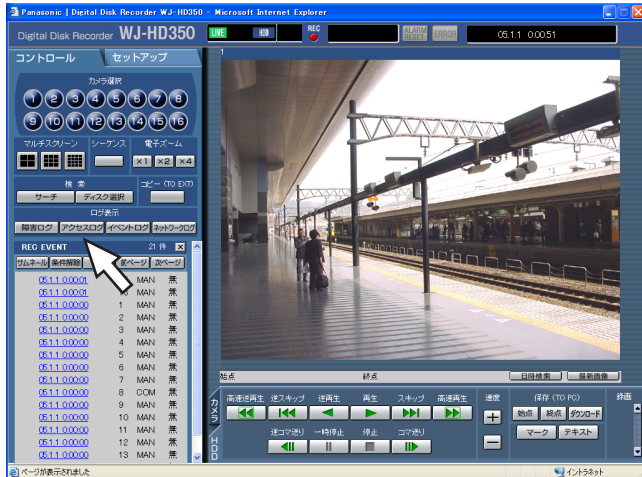 Panasonic | Digital Disk Recorder WJ-HD350 - Microsoft Internet Explorer
Digital Disk Recorder WJ-HD350
LIVE HDD REC ALARM RESET ERROR 05.1.1 0:00:51
コントロール セットアップ
1
カメラ選択
1 2 3 4 5 6 7 8
9 10 11 12 13 14 15 16
マルチスクリーン シーケンス 電子ズーム
×1 ×2 ×4
検 索 コピー (TO EXT)
サーチ ディスク選択
ログ表示
障害ログ アクセスログ イベントログ ネットワークログ
REC EVENT 21 件
サムネール 条件解除 前ページ 次ページ
05.1.1 0:00:01 MAN 無
05.1.1 0:00:01 MAN 無
05.1.1 0:00:00 1 MAN 無
05.1.1 0:00:00 2 MAN 無
05.1.1 0:00:00 3 MAN 無
05.1.1 0:00:00 4 MAN 無
05.1.1 0:00:00 5 MAN 無
05.1.1 0:00:00 6 MAN 無
05.1.1 0:00:00 7 MAN 無
05.1.1 0:00:00 8 COM 無
05.1.1 0:00:00 9 MAN 無
05.1.1 0:00:00 10 MAN 無
05.1.1 0:00:00 11 MAN 無
05.1.1 0:00:00 12 MAN 無
05.1.1 0:00:00 13 MAN 無
始点 終点 日時検索 最新画像
カメラ
HDD
高速逆再生 逆スキップ 逆再生 再生 スキップ 高速再生 速度 保存 (TO PC) 録画
始点 終点 ダウンロード
逆コマ送り 一時停止 停止 コマ送り
マーク テキスト
ページが表示されました
イントラネット